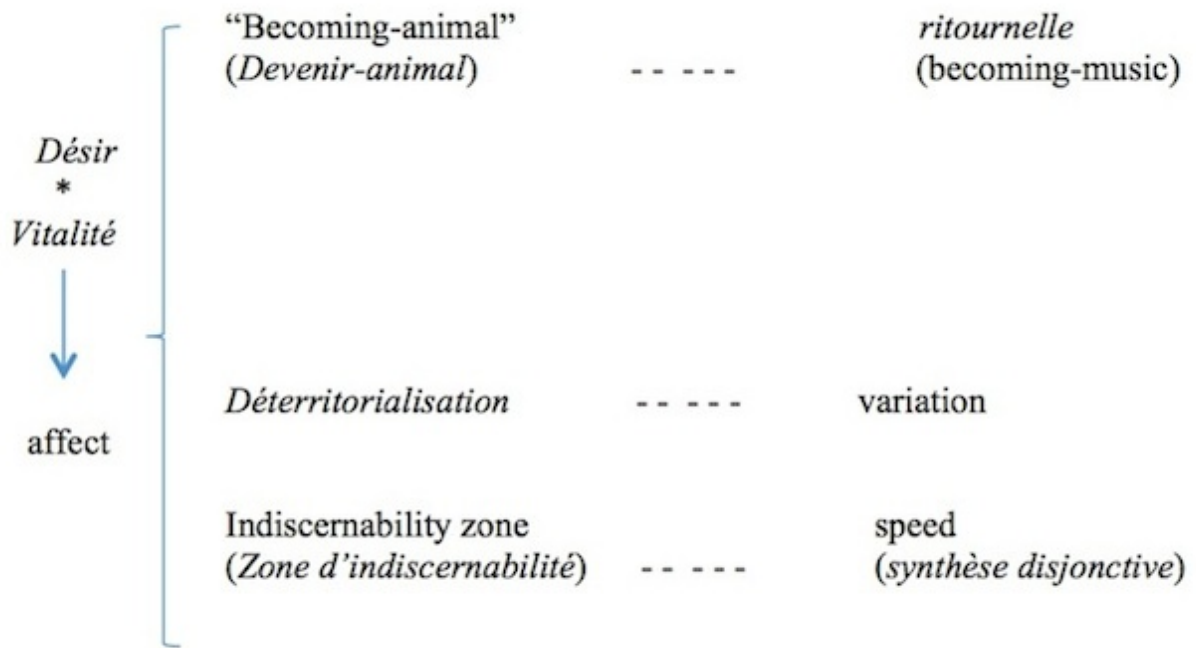 “Becoming-animal”
(Devenir-animal) -- ---
ritournelle
(becoming-music)
Désir
*
Vitalité
affect
Déterritorialisation -- --- variation
Indiscernability zone
(Zone d’indiscernabilité) -- ---
speed
(synthèse disjonctive)